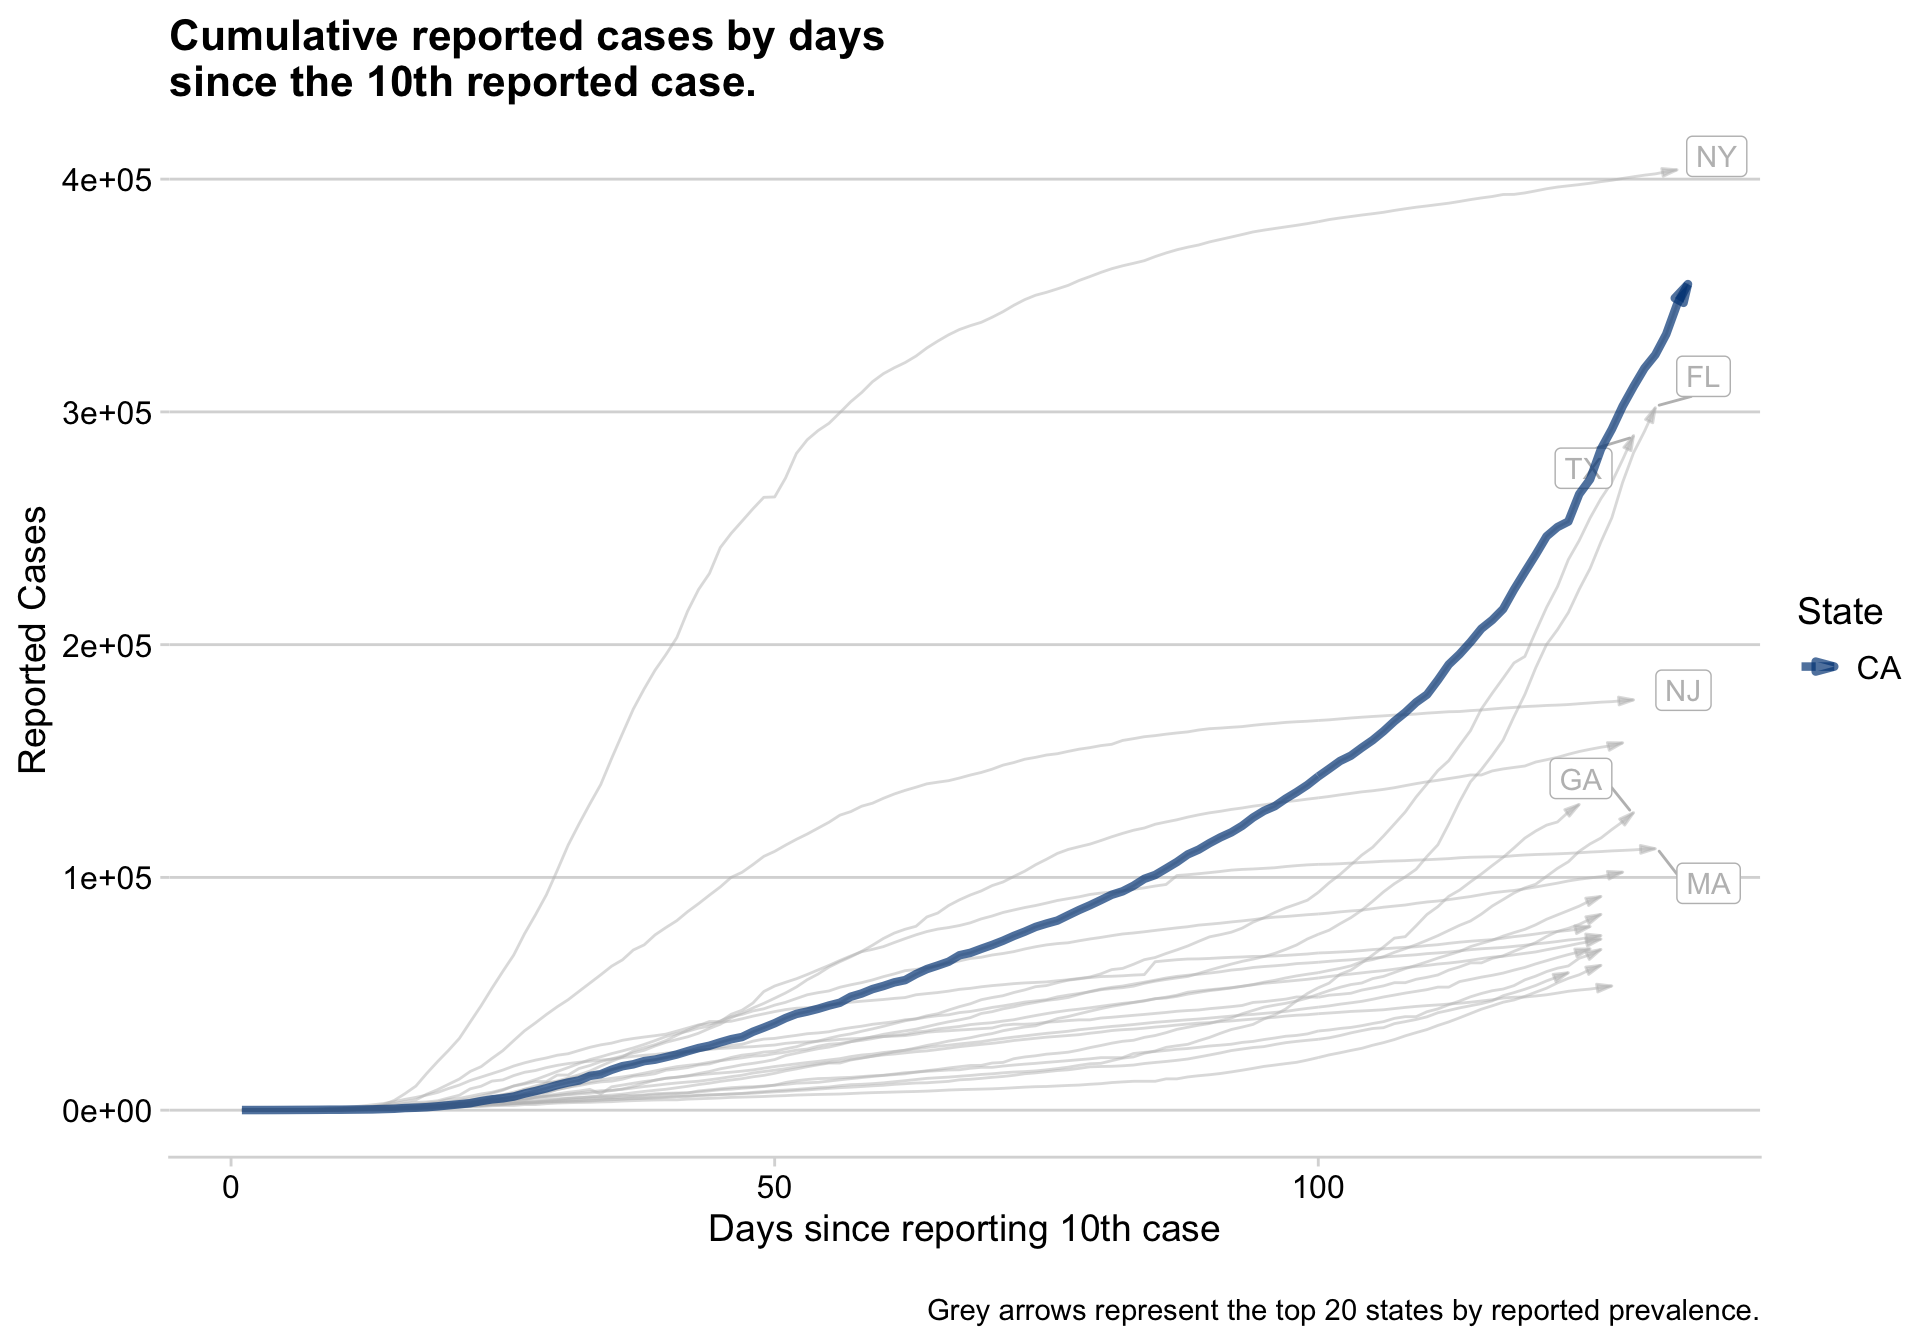 Cumulative reported cases by days
since the 10th reported case.
NY
4e+05
FL
3e+05
TX
Reported Cases
State
2e+05
CA
NJ
GA
1e+05
MA
0e+00
0
50
100
Days since reporting 10th case
Grey arrows represent the top 20 states by reported prevalence.